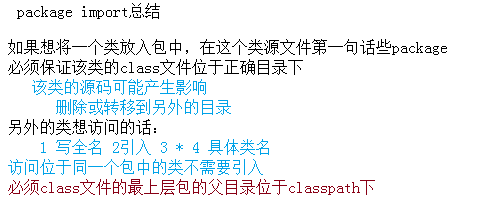 package import总结
如果想将一个类放入包中，在这个类源文件第一句话些package
必须保证该类的class文件位于正确目录下
该类的源码可能产生影响
删除或转移到另外的目录
另外的类想访问的话：
1 写全名 2引入 3 * 4 具体类名
访问位于同一个包中的类不需要引入
必须class文件的最上层包的父目录位于classpath下